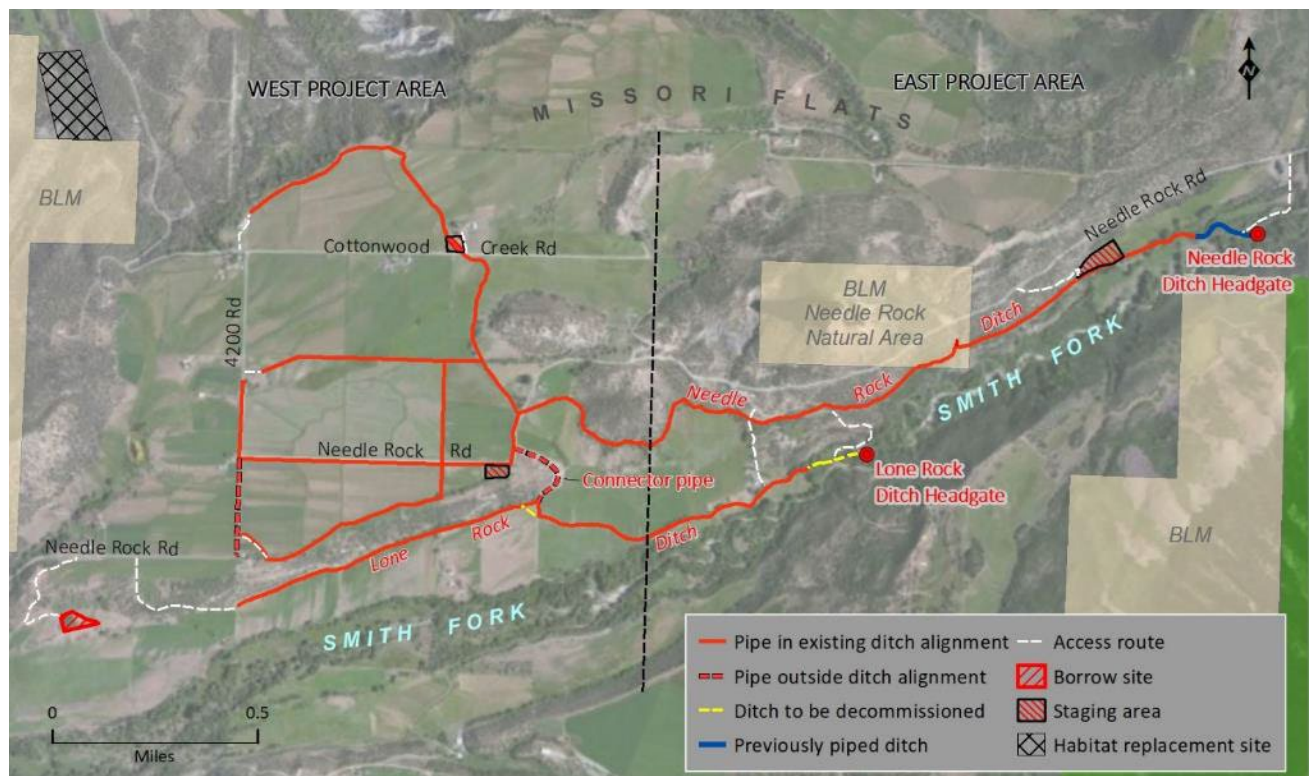 WEST PROJECT AREA
EAST PROJECT AREA
MISSORI FLATS
N
BLM
Cottonwood Creek Rd
Needle Rock Rd
Needle Rock
Ditch Headgate
BLM
Needle Rock
Natural Area
4200 Rd
Needle Rock Ditch
SMITH FORK
Needle Rock Rd
Connector pipe
Lone Rock
Ditch Headgate
Lone Rock Ditch
BLM
Needle Rock Rd
SMITH FORK
Pipe in existing ditch alignment
Pipe outside ditch alignment
Ditch to be decommissioned
Previously piped ditch
Access route
Borrow site
Staging area
Habitat replacement site
0 0.5
Miles